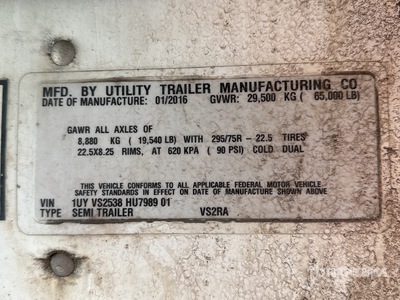 MFD. BY UTILITY TRAILER MANUFACTURING CO
DATE OF MANUFACTURE: 01/2016 GVWR: 29,500 KG ( 65,000 LB)
GAWR ALL AXLES OF
8,880 KG ( 19,540 LB) WITH 295/75R - 22.5 TIRES
22.5X8.25 RIMS, AT 620 KPA ( 90 PSI) COLD DUAL
THIS VEHICLE CONFORMS TO ALL APPLICABLE FEDERAL MOTOR VEHICLE
SAFETY STANDARDS IN EFFECT ON DATE OF MANUFACTURE SHOWN ABOVE
VIN 1UY VS2538 HU7989 01
TYPE SEMI TRAILER VS2RA